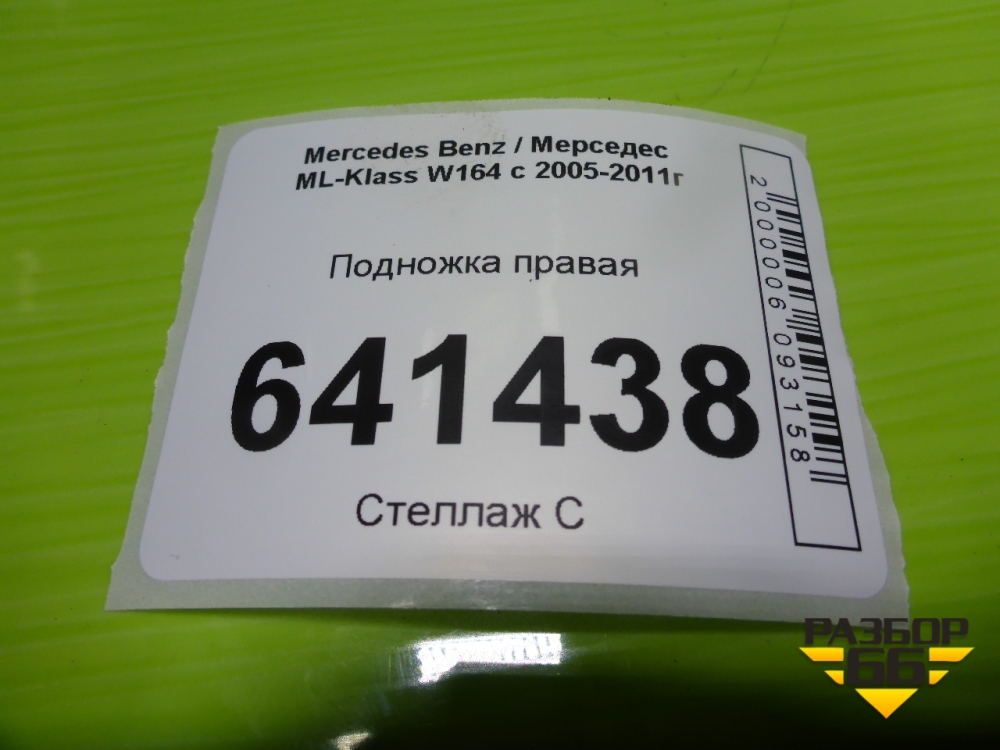 Mercedes Benz / Мерседес
ML-Klass W164 с 2005-2011г
Подножка правая
641438
Стеллаж С
2000006093158
РАЗБОР
66